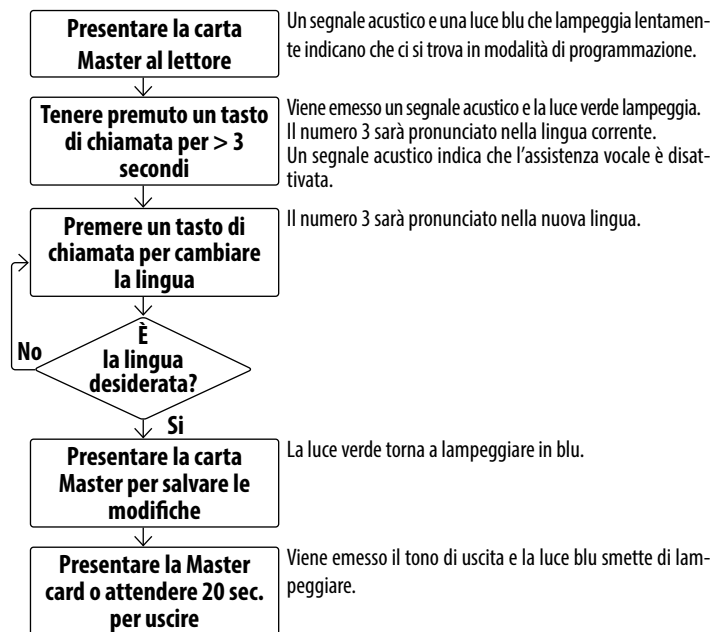 Presentare la carta
Master al lettore
Un segnale acustico e una luce blu che lampeggia lentamen-
te indicano che ci si trova in modalità di programmazione.
Tenere premuto un tasto
di chiamata per > 3
secondi
Viene emesso un segnale acustico e la luce verde lampeggia.
Il numero 3 sarà pronunciato nella lingua corrente.
Un segnale acustico indica che l'assistenza vocale è disat-
tivata.
Premere un tasto di
chiamata per cambiare
la lingua
Il numero 3 sarà pronunciato nella nuova lingua.
È
la lingua
desiderata?
No
Si
Presentare la carta
Master per salvare le
modifiche
La luce verde torna a lampeggiare in blu.
Presentare la Master
card o attendere 20 sec.
per uscire
Viene emesso il tono di uscita e la luce blu smette di lam-
peggiare.